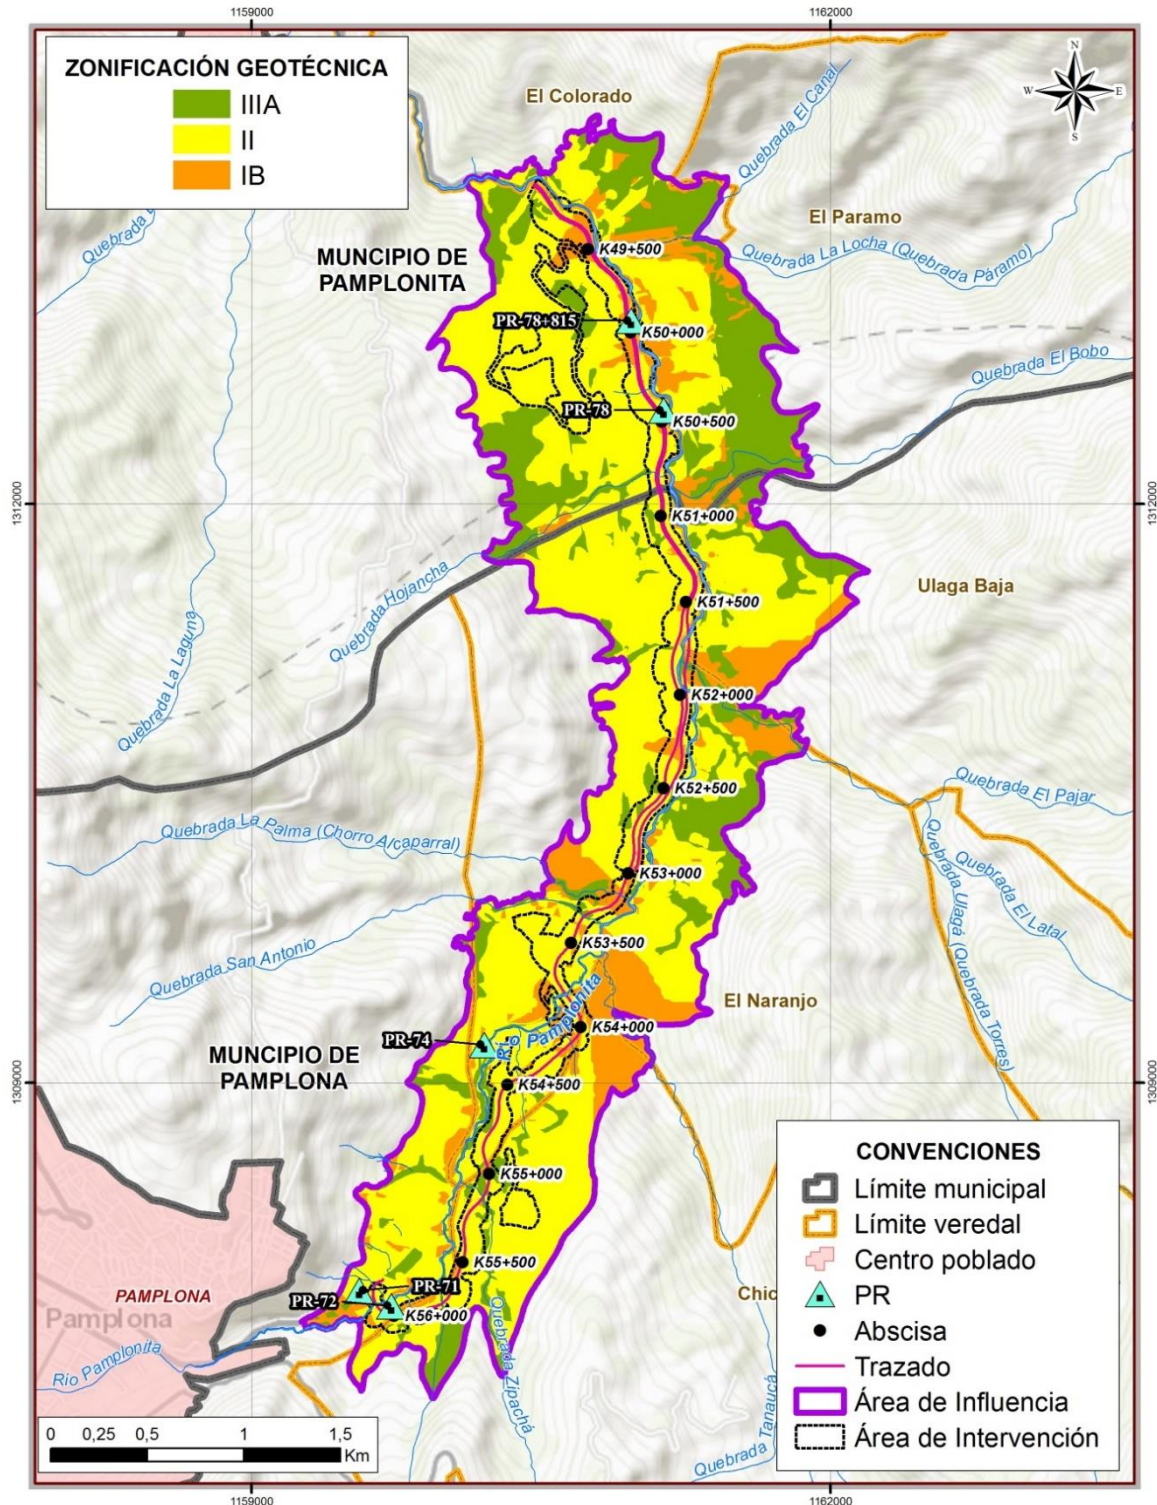 1159000
1162000
ZONIFICACIÓN GEOTÉCNICA
IIIA
II
IB
N
W
E
S
El Colorado
Quebrada El Canal
El Paramo
Quebrada La Locha (Quebrada Páramo)
MUNCIPIO DE
PAMPLONITA
K49+500
PR-78+815
K50+000
Quebrada El Bobo
PR-78
K50+500
1312000
1312000
K51+000
Quebrada Hojancha
Ulaga Baja
K51+500
Quebrada La Laguna
K52+000
K52+500
Quebrada El Pajar
Quebrada La Palma (Chorro Alcaparral)
K53+000
Quebrada Ulagá (Quebrada Torres)
Quebrada El Latal
K53+500
Quebrada San Antonio
El Naranjo
Río Pamplonita
K54+000
PR-74
MUNCIPIO DE
PAMPLONA
K54+500
1309000
1309000
K55+000
K55+500
PR-71
PR-72
K56+000
PAMPLONA
Pamplona
Río Pamplonita
Quebrada Zipachá
Chic
Quebrada Tanaucá
CONVENCIONES
Límite municipal
Límite veredal
Centro poblado
PR
Abscisa
Trazado
Área de Influencia
Área de Intervención
0 0,25 0,5 1 1,5
Km
1159000
1162000